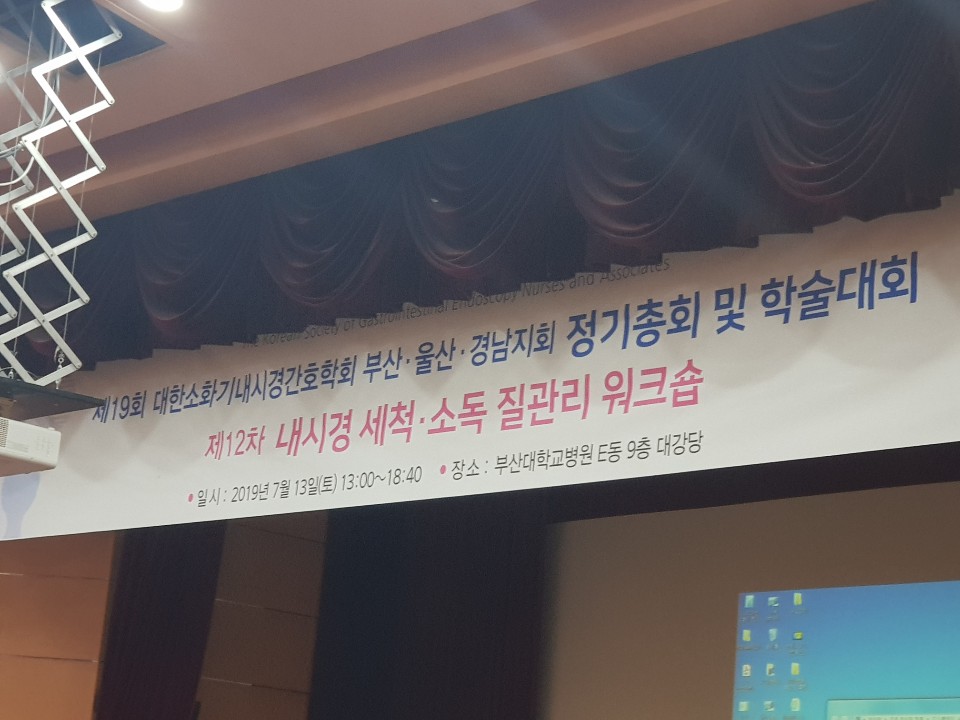 Korean Society of Gastrointestinal Endoscopy Nurses and Associates
제19회 대한소화기내시경간호학회 부산·울산·경남지회 정기총회 및 학술대회
제12차 내시경 세척·소독 질관리 워크숍
• 일시 : 2019년 7월 13일(토) 13:00~18:40 • 장소 : 부산대학교병원 E동 9층 대강당